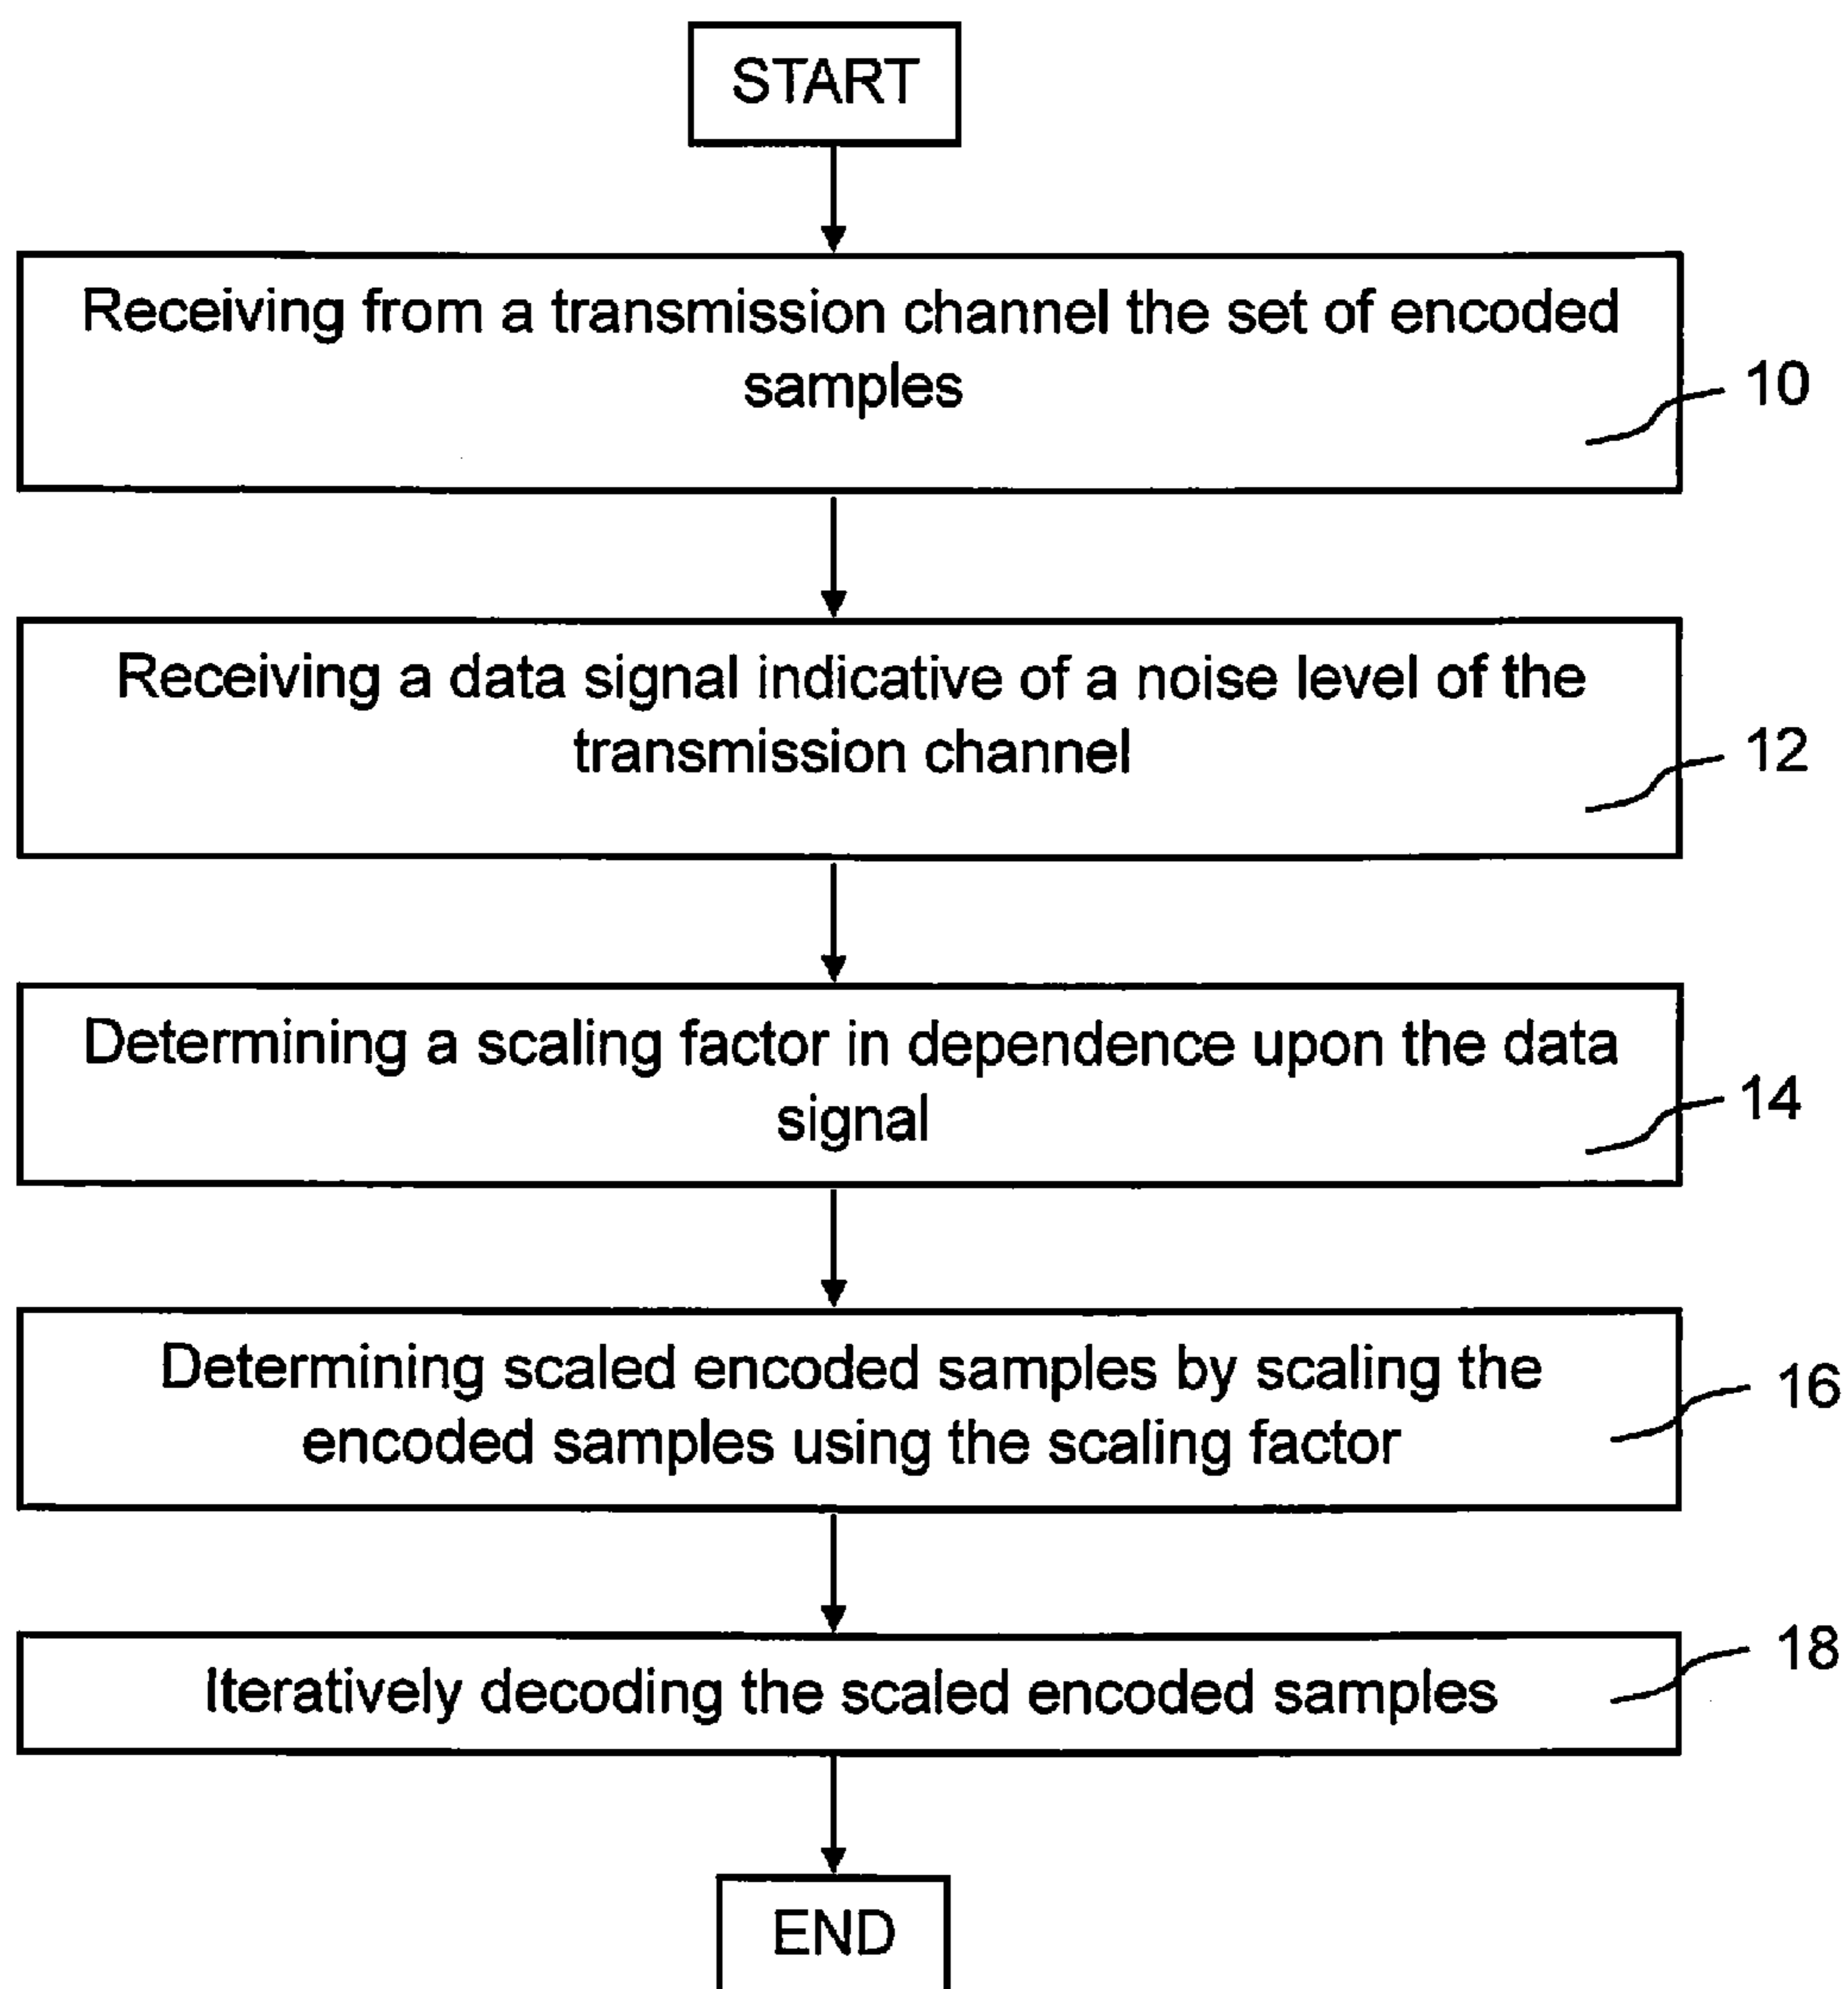 START
Receiving from a transmission channel the set of encoded
samples
10
Receiving a data signal indicative of a noise level of the
transmission channel
12
Determining a scaling factor in dependence upon the data
signal
14
Determining scaled encoded samples by scaling the
encoded samples using the scaling factor
16
Iteratively decoding the scaled encoded samples
18
END